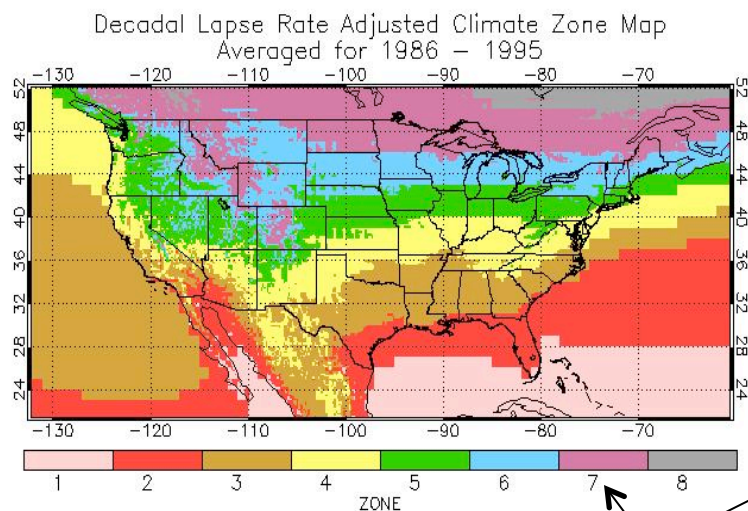 Decadal Lapse Rate Adjusted Climate Zone Map
Averaged for 1986 – 1995
-130 -120 -110 -100 -90 -80 -70
52 52
48 48
44 44
40 40
36 36
32 32
28 28
24 24
-130 -120 -110 -100 -90 -80 -70
1 2 3 4 5 6 7 8
ZONE